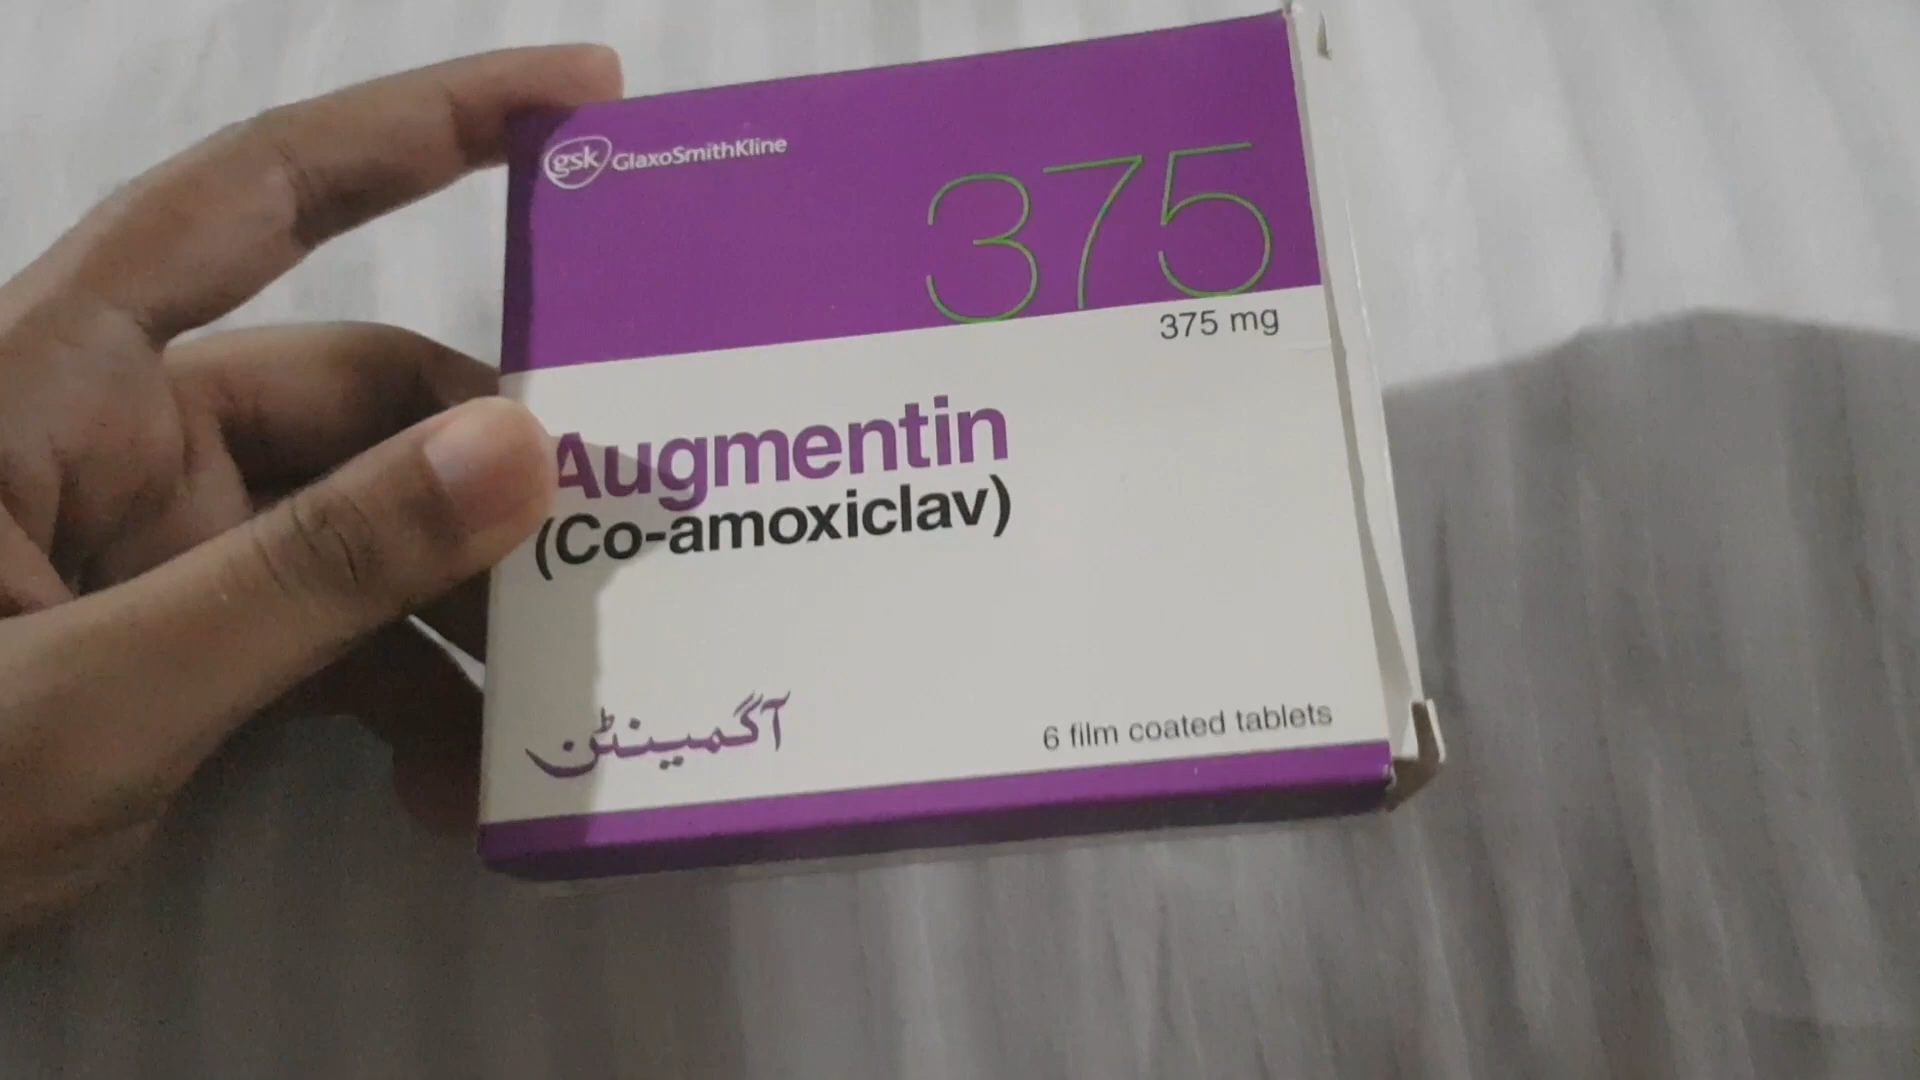 gsk GlaxoSmithKline
375
375 mg
Augmentin
(Co-amoxiclav)
آگمینٹن
6 film coated tablets